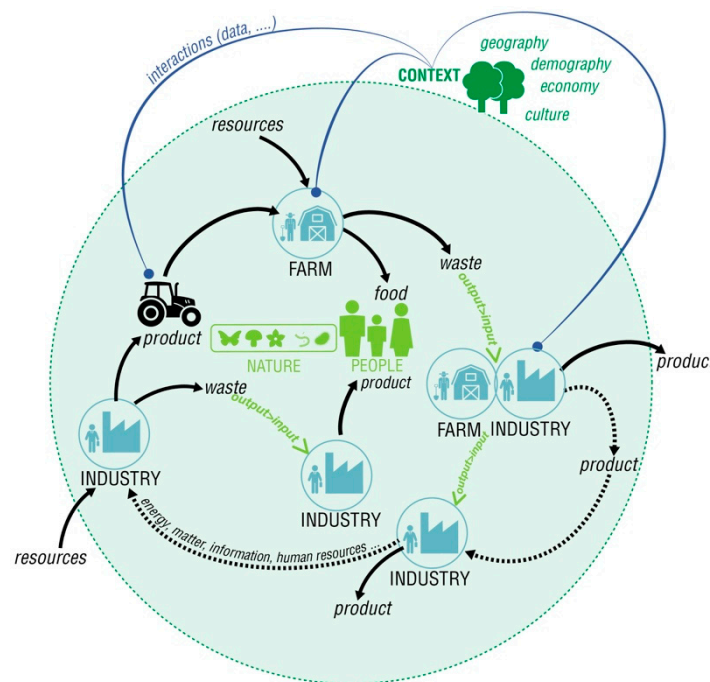 interactions (data, ....)
CONTEXT
geography
demography
economy
culture
resources
FARM
waste
food
output>input
product
NATURE
PEOPLE
product
waste
output>input
produc
FARM INDUSTRY
output>input
product
INDUSTRY
INDUSTRY
energy, matter, information, human resources ...
resources
INDUSTRY
product